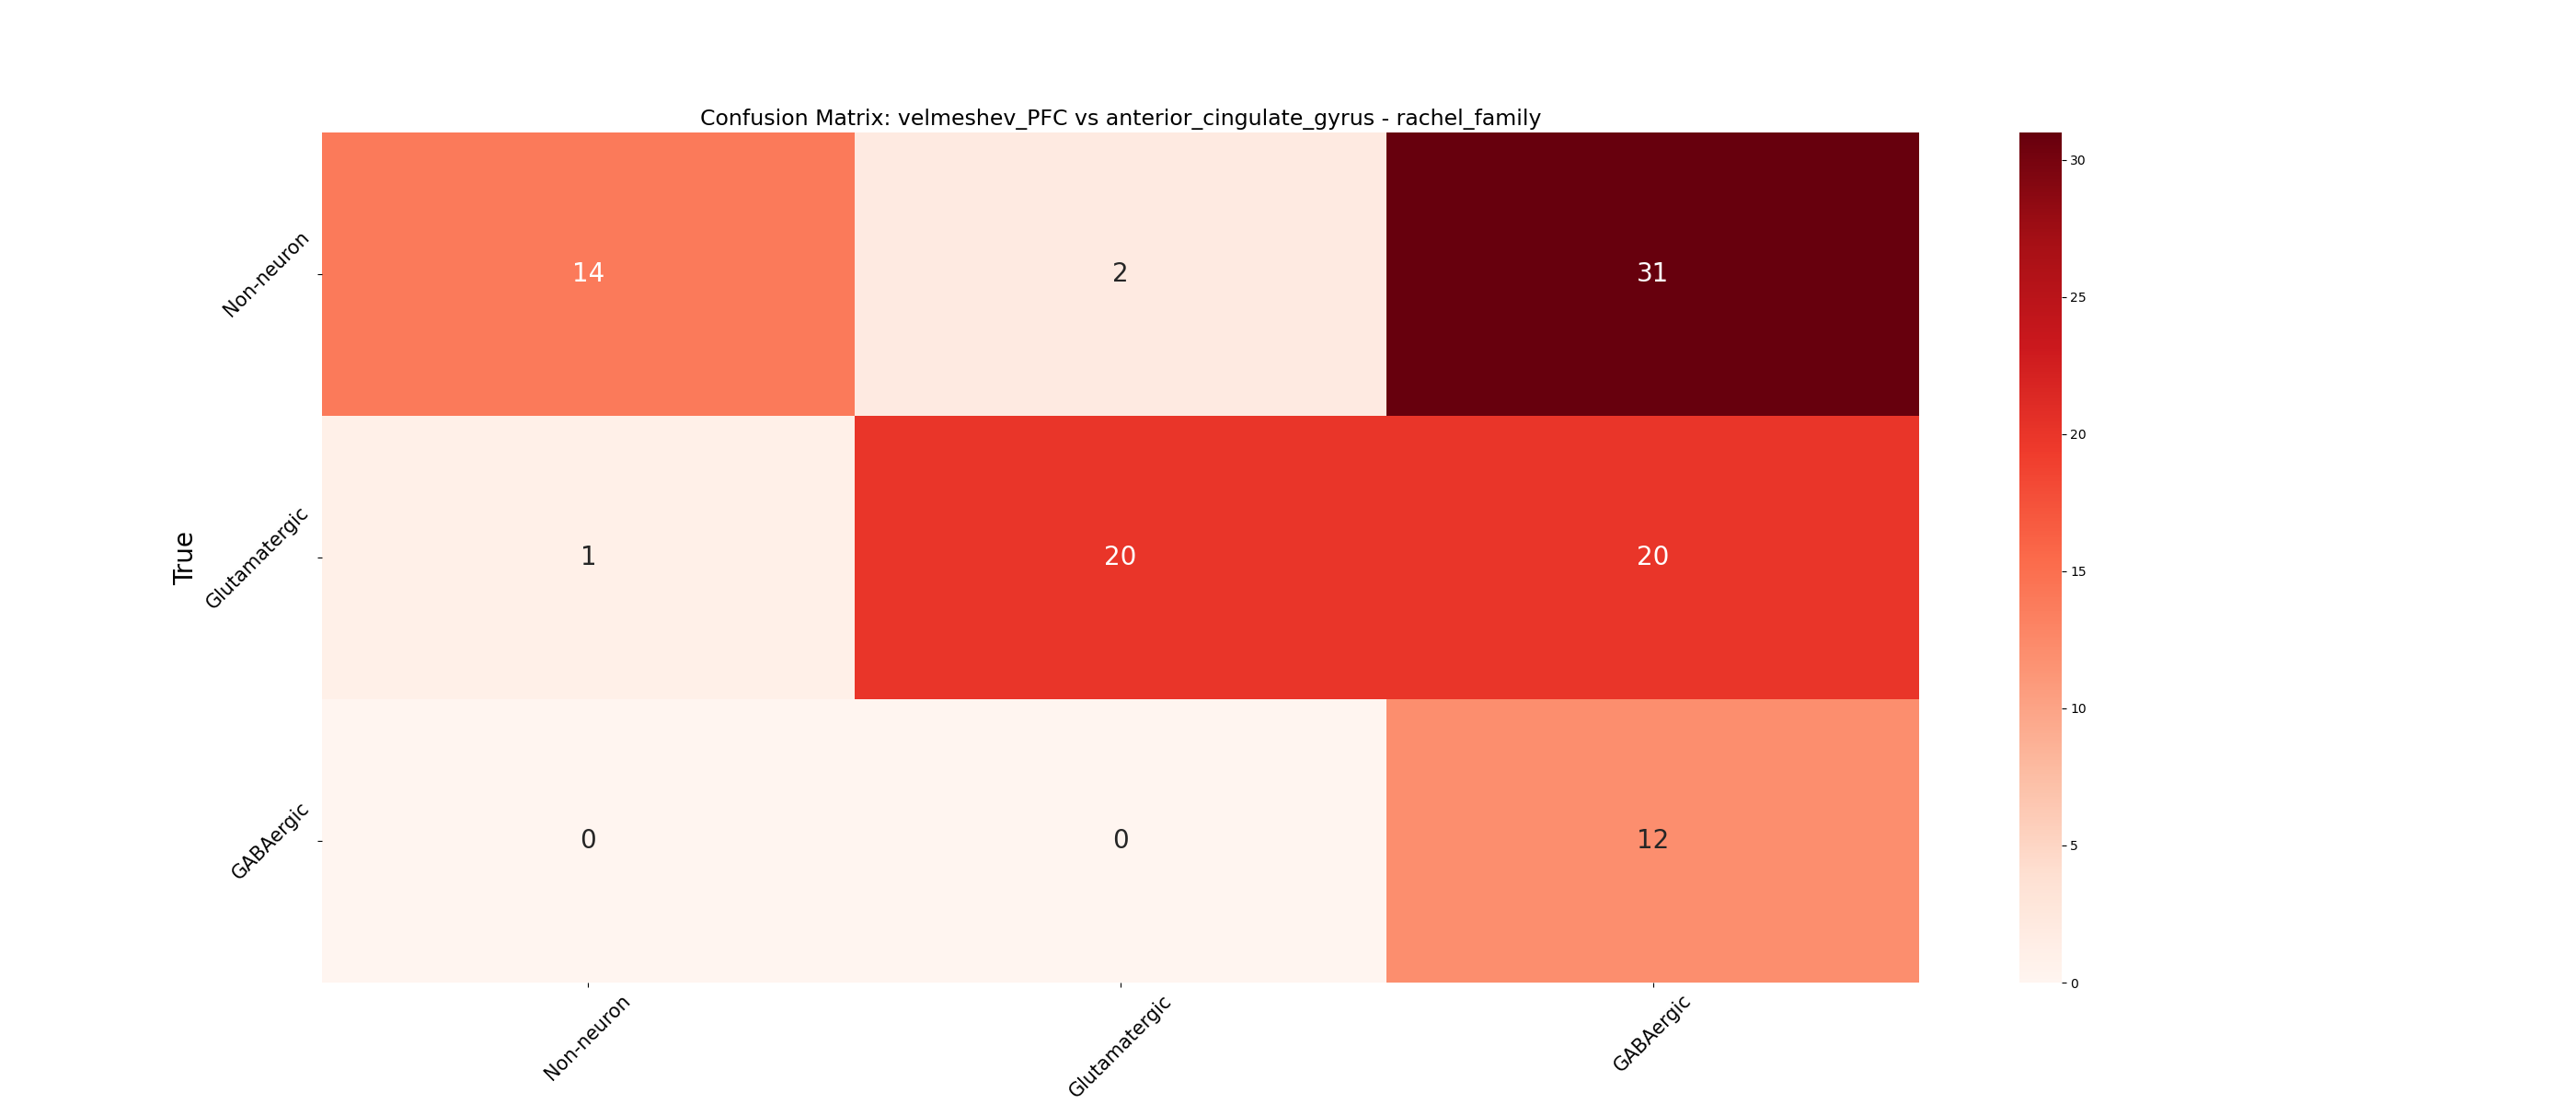 Confusion Matrix: velmeshev_PFC vs anterior_cingulate_gyrus - rachel_family
Non-neuron
14
2
31
Glutamatergic
1
20
20
GABAergic
0
0
12
True
Non-neuron
Glutamatergic
GABAergic
30
25
20
15
10
5
0